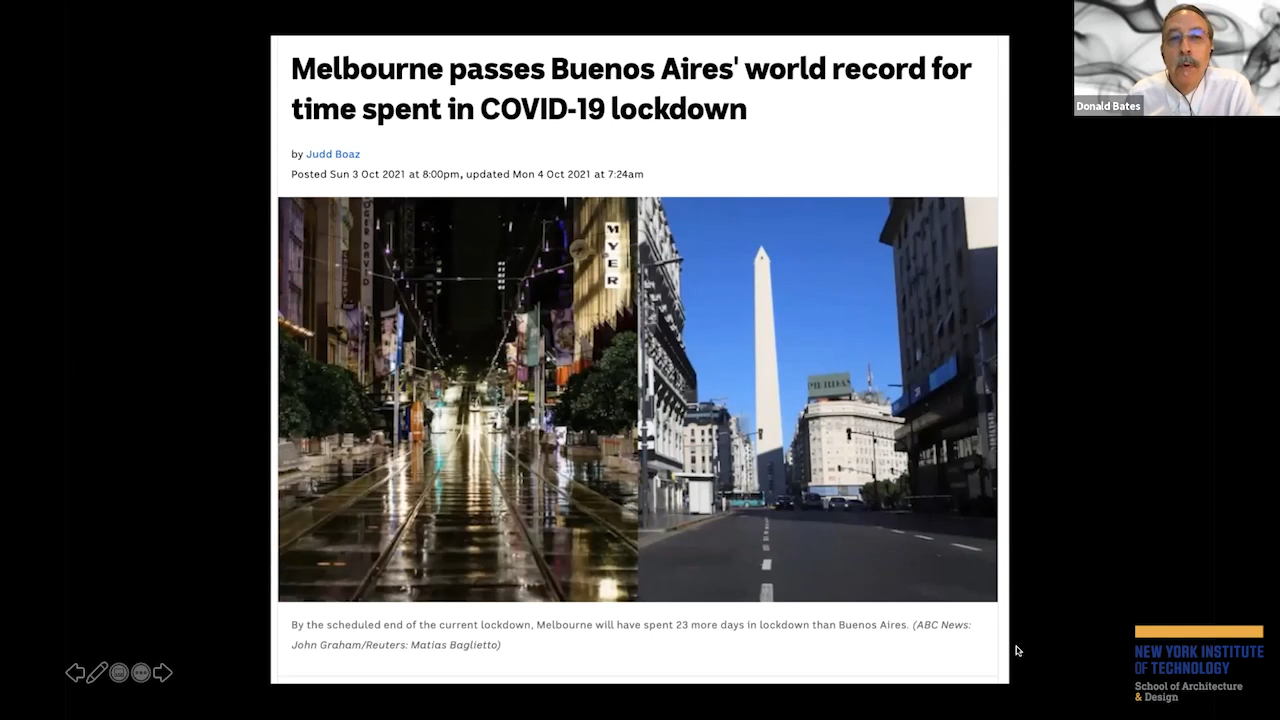 Melbourne passes Buenos Aires' world record for
time spent in COVID-19 lockdown
by Judd Boaz
Posted Sun 3 Oct 2021 at 8:00pm, updated Mon 4 Oct 2021 at 7:24am
ROGER DAVID
MYER
By the scheduled end of the current lockdown, Melbourne will have spent 23 more days in lockdown than Buenos Aires. (ABC News:
John Graham/Reuters: Matias Baglietto)
Donald Bates
NEW YORK INSTITUTE
OF TECHNOLOGY
School of Architecture
& Design